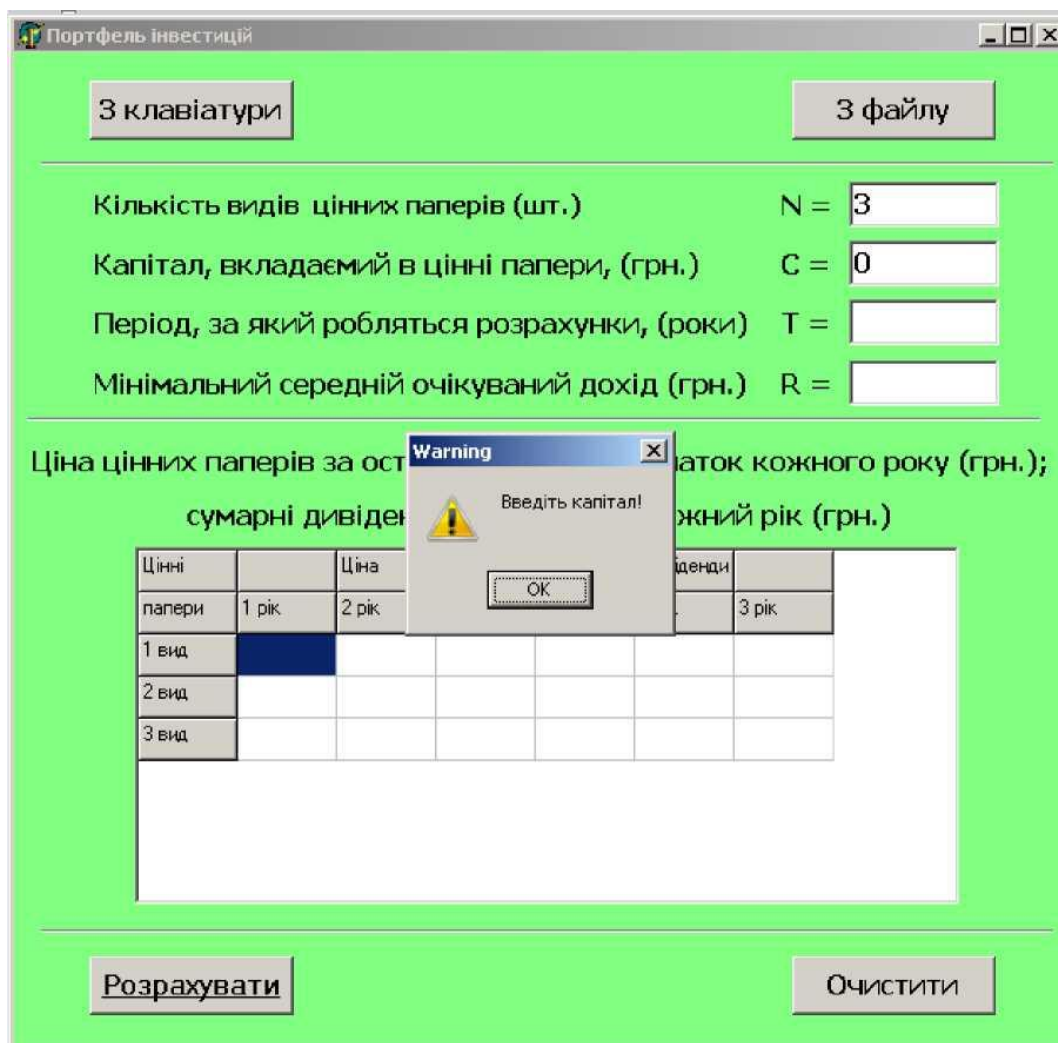 Портфель інвестицій
З клавіатури З файлу
Кількість видів цінних паперів (шт.) N = 3
Капітал, вкладаємий в цінні папери, (грн.) C = 0
Період, за який робляться розрахунки, (роки) T =
Мінімальний середній очікуваний дохід (грн.) R =
Warning
Ціна цінних паперів за ост аток кожного року (грн.);
Введіть капітал!
сумарні дивіден жний рік (грн.)
OK
Цінні Ціна іденди
папери 1 рік 2 рік 3 рік
1 вид
2 вид
3 вид
Розрахувати Очистити